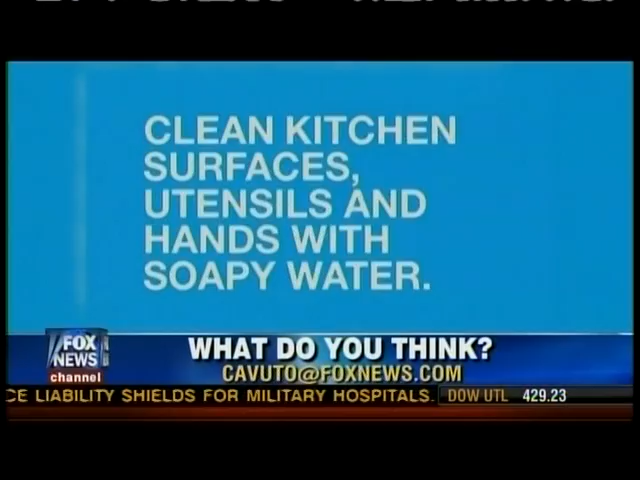 CLEAN KITCHEN
SURFACES,
UTENSILS AND
HANDS WITH
SOAPY WATER.
FOX
NEWS
channel
WHAT DO YOU THINK?
CAVUTO@FOXNEWS.COM
CE LIABILITY SHIELDS FOR MILITARY HOSPITALS.
DOW UTL 429.23